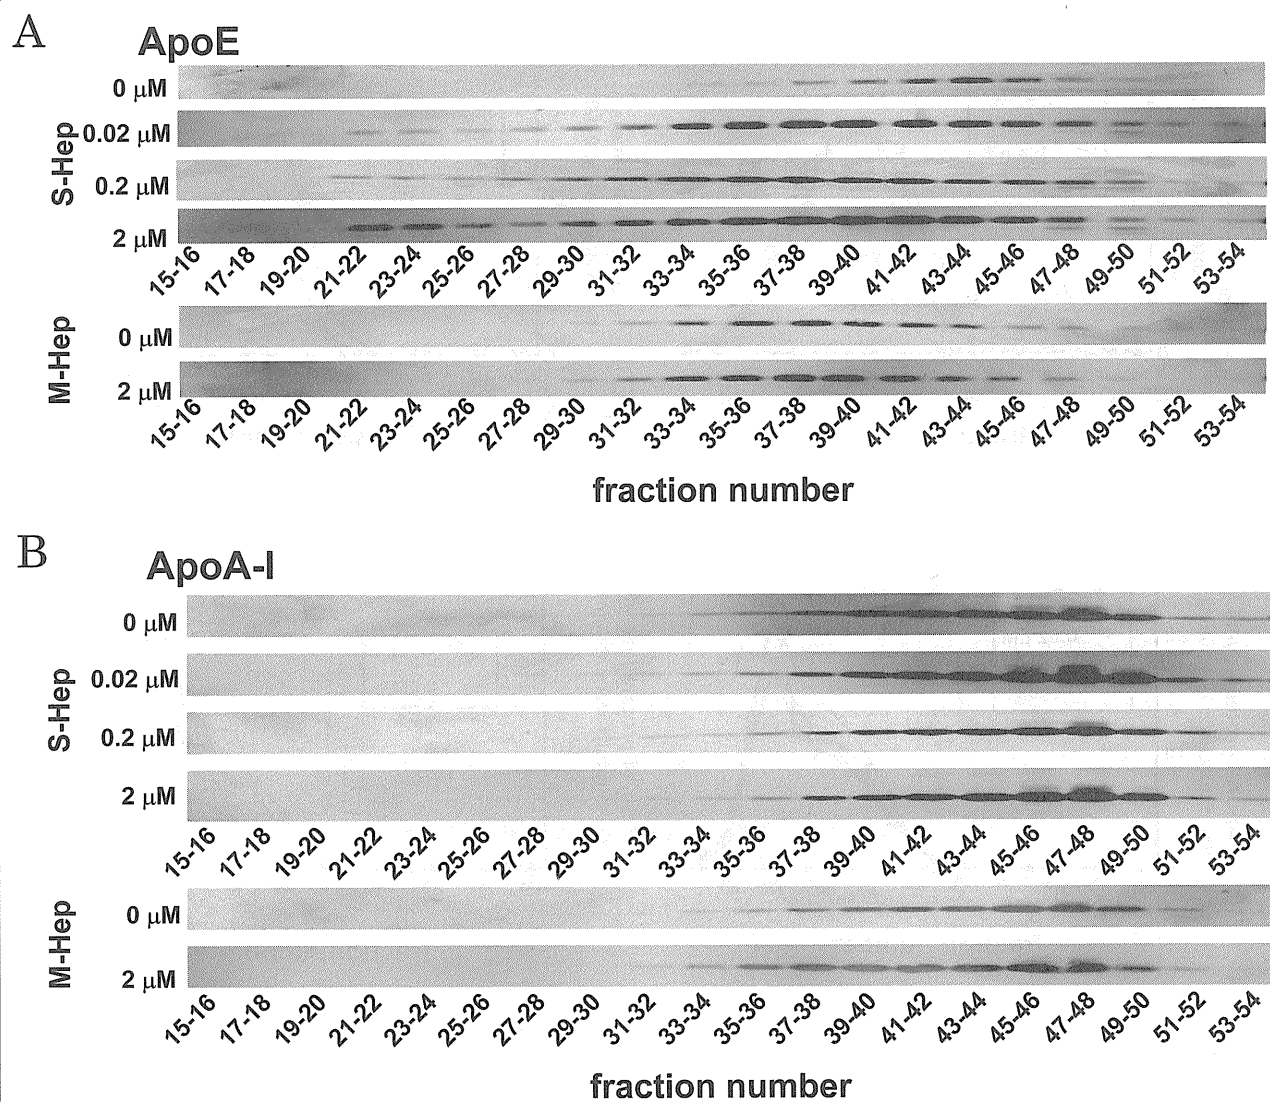 A
ApoE
S-Hep
0 μM
0.02 μM
0.2 μM
2 μM
15-16 17-18 19-20 21-22 23-24 25-26 27-28 29-30 31-32 33-34 35-36 37-38 39-40 41-42 43-44 45-46 47-48 49-50 51-52 53-54
M-Hep
0 μM
2 μM
15-16 17-18 19-20 21-22 23-24 25-26 27-28 29-30 31-32 33-34 35-36 37-38 39-40 41-42 43-44 45-46 47-48 49-50 51-52 53-54
fraction number
B
ApoA-I
S-Hep
0 μM
0.02 μM
0.2 μM
2 μM
15-16 17-18 19-20 21-22 23-24 25-26 27-28 29-30 31-32 33-34 35-36 37-38 39-40 41-42 43-44 45-46 47-48 49-50 51-52 53-54
M-Hep
0 μM
2 μM
15-16 17-18 19-20 21-22 23-24 25-26 27-28 29-30 31-32 33-34 35-36 37-38 39-40 41-42 43-44 45-46 47-48 49-50 51-52 53-54
fraction number